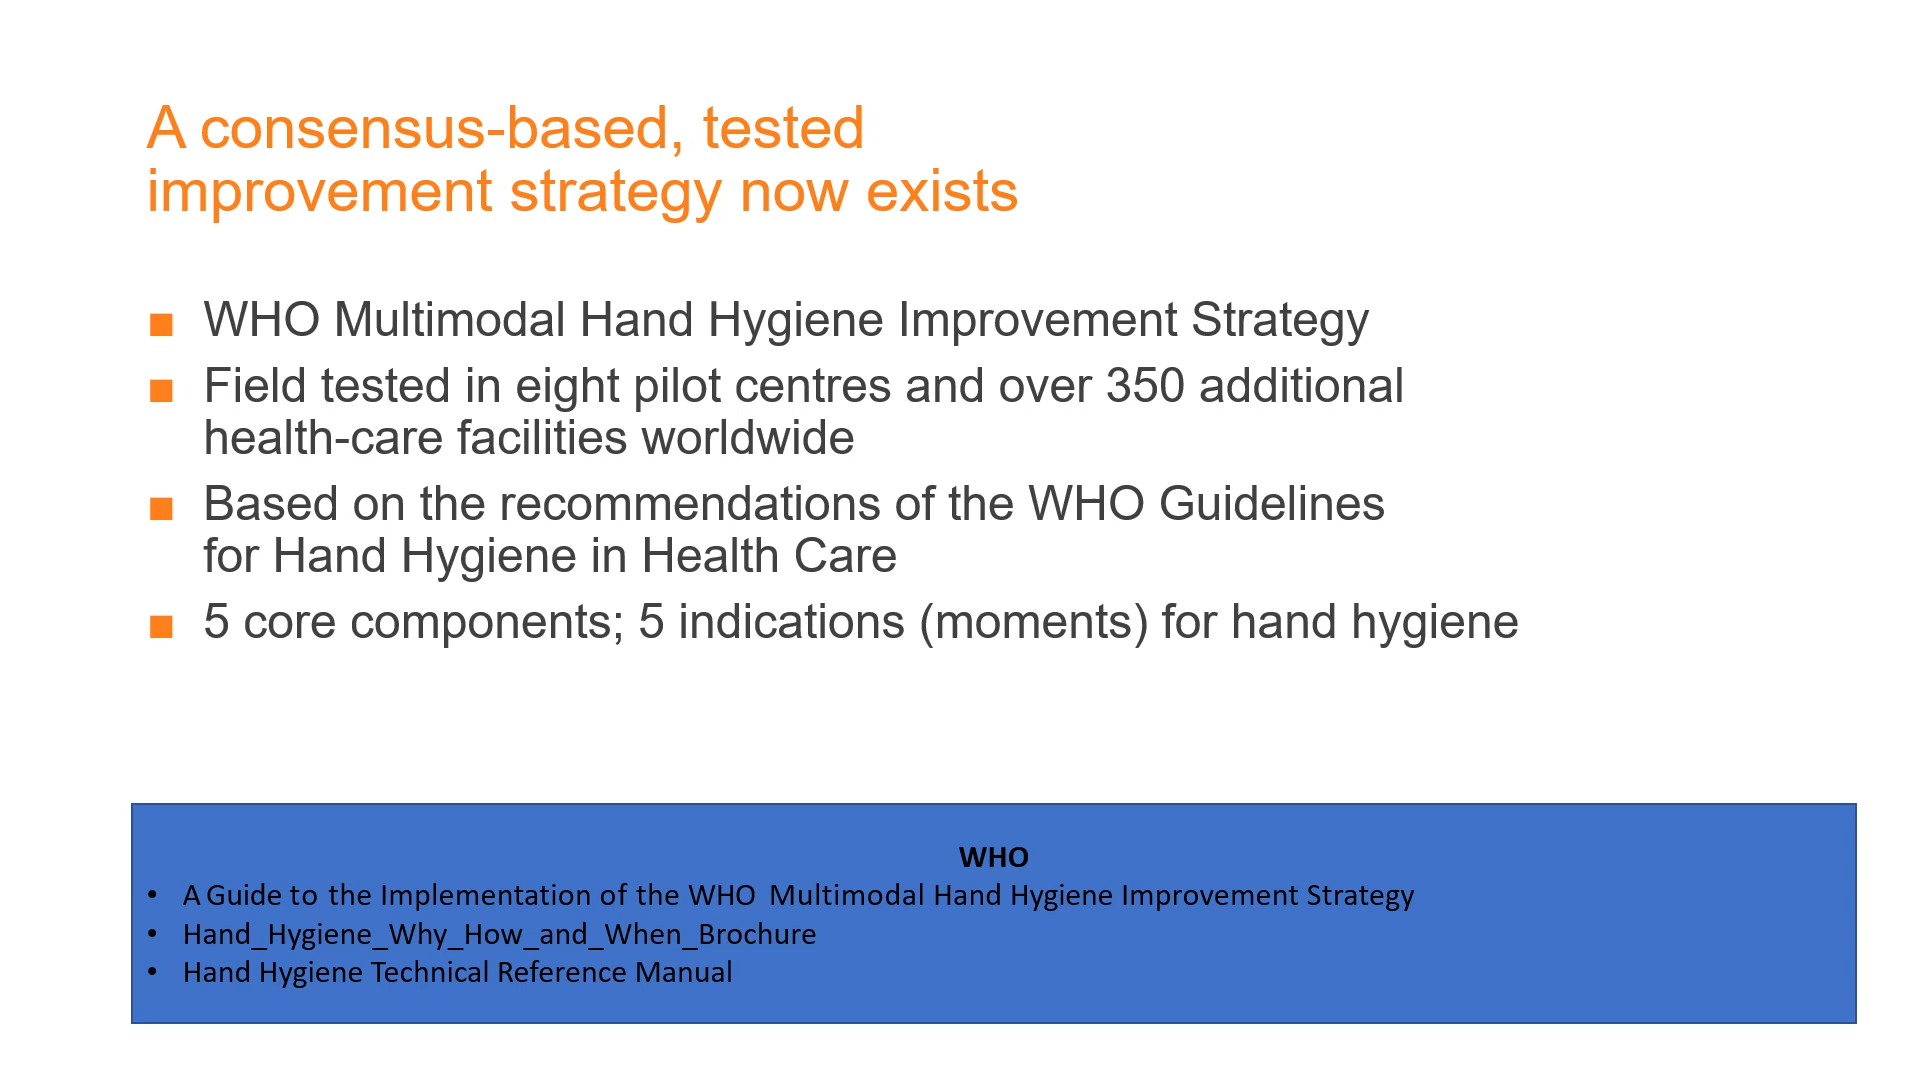 A consensus-based, tested
improvement strategy now exists
■ WHO Multimodal Hand Hygiene Improvement Strategy
■ Field tested in eight pilot centres and over 350 additional
health-care facilities worldwide
■ Based on the recommendations of the WHO Guidelines
for Hand Hygiene in Health Care
■ 5 core components; 5 indications (moments) for hand hygiene
WHO
• A Guide to the Implementation of the WHO Multimodal Hand Hygiene Improvement Strategy
• Hand_Hygiene_Why_How_and_When_Brochure
• Hand Hygiene Technical Reference Manual